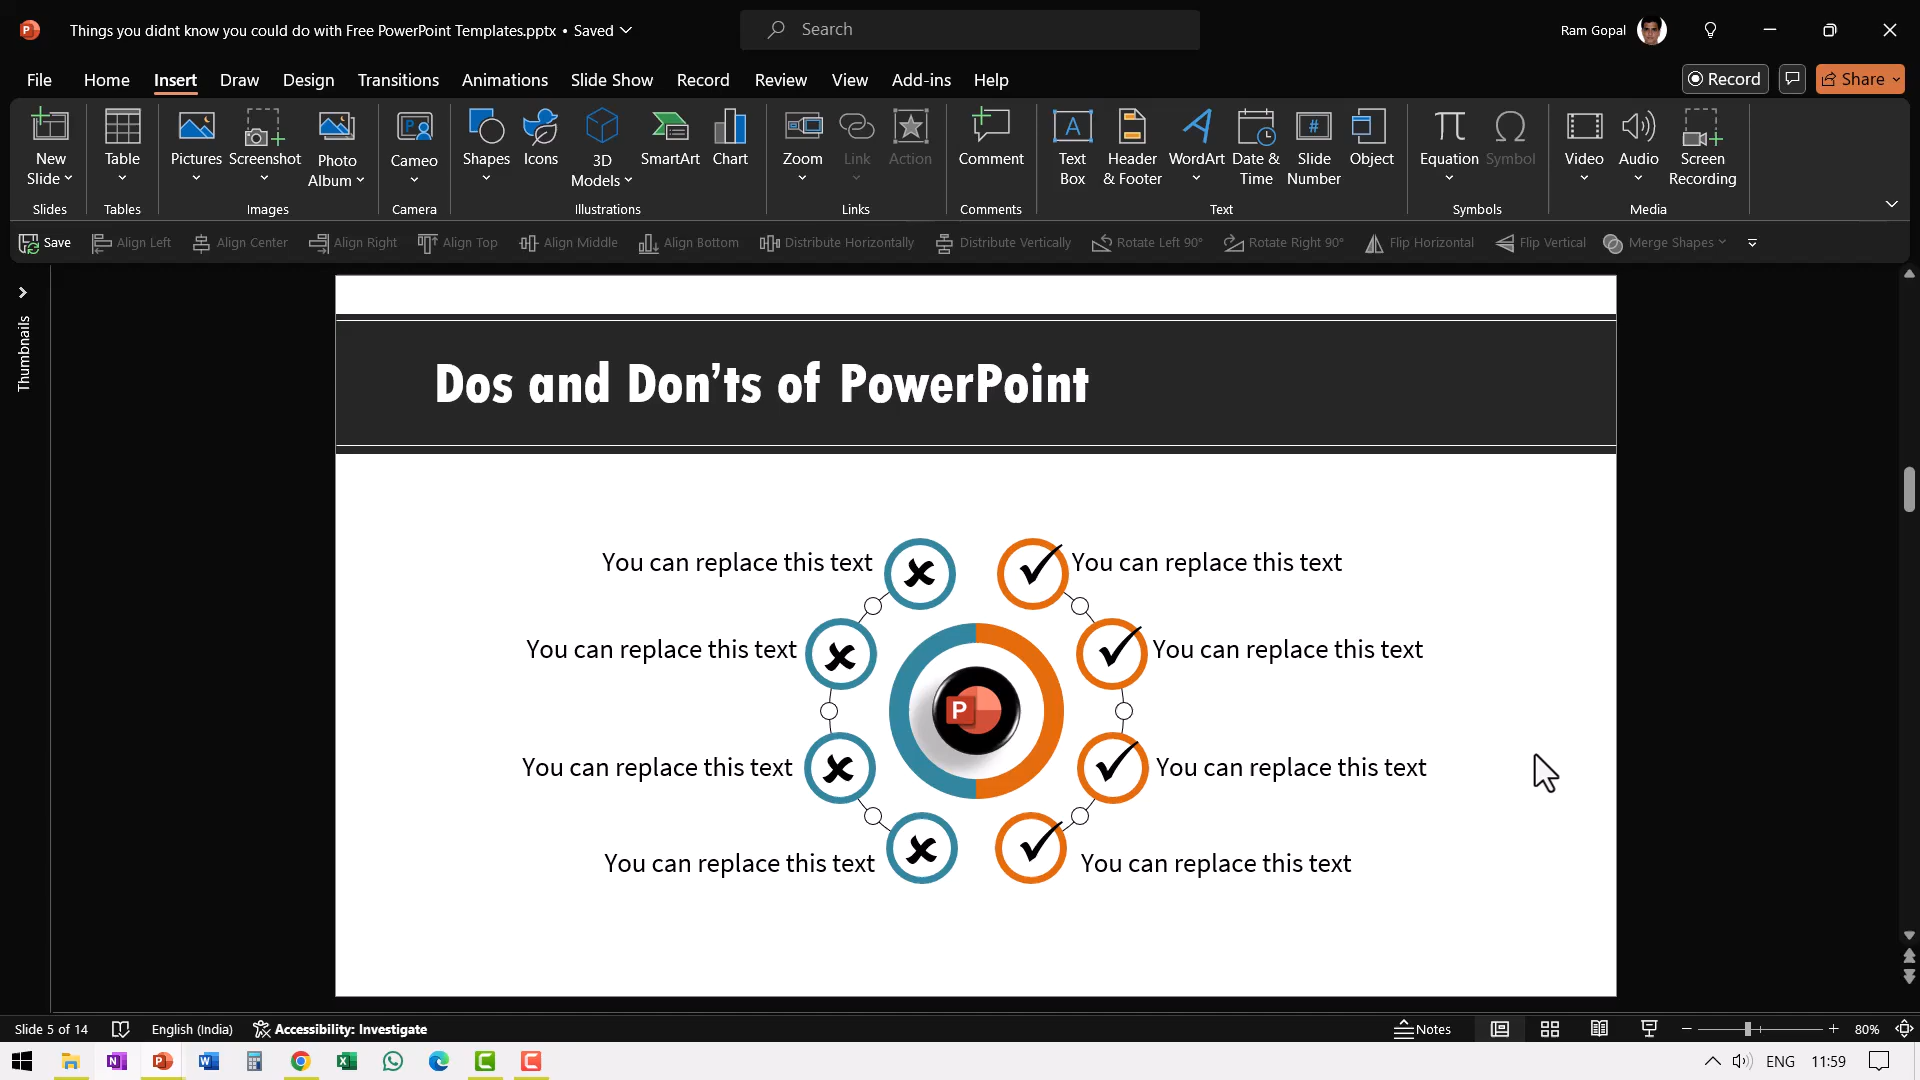 Things you didnt know you could do with Free PowerPoint Templates.pptx • Saved
Search
Ram Gopal
File Home Insert Draw Design Transitions Animations Slide Show Record Review View Add-ins Help
Record
Share
New Slide
Table
Pictures
Screenshot
Photo Album
Cameo
Shapes
Icons
3D Models
SmartArt
Chart
Zoom
Link
Action
Comment
Text Box
Header & Footer
WordArt
Date & Time
Slide Number
Object
Equation
Symbol
Video
Audio
Screen Recording
Slides Tables Images Camera Illustrations Links Comments Text Symbols Media
Save Align Left Align Center Align Right Align Top Align Middle Align Bottom Distribute Horizontally Distribute Vertically Rotate Left 90° Rotate Right 90° Flip Horizontal Flip Vertical Merge Shapes
Thumbnails
Dos and Don’ts of PowerPoint
You can replace this text
You can replace this text
You can replace this text
You can replace this text
P
You can replace this text
You can replace this text
You can replace this text
You can replace this text
Slide 5 of 14
English (India)
Accessibility: Investigate
Notes
80%
ENG
11:59